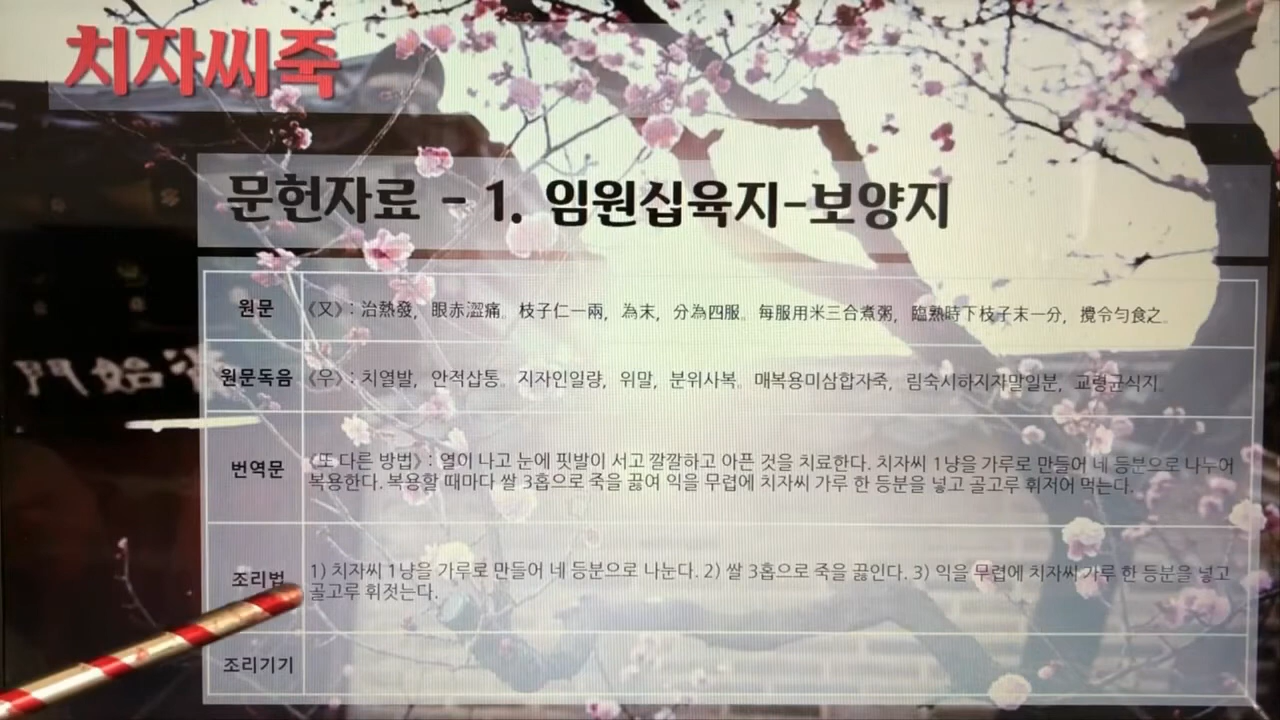 치자씨죽
문헌자료 - 1. 임원십육지-보양지
원문
《又》: 治熱發, 眼赤澀痛。枝子仁一兩, 為末, 分為四服。每服用米三合煮粥, 臨熟時下枝子末一分, 攪令勻食之。
원문독음
《우》: 치열발, 안적삽통。지자인일량, 위말, 분위사복。매복용미삼합자죽, 림숙시하지자말일분, 교령균식지。
번역문
《또 다른 방법》: 열이 나고 눈에 핏발이 서고 깔깔하고 아픈 것을 치료한다. 치자씨 1냥을 가루로 만들어 네 등분으로 나누어
복용한다. 복용할 때마다 쌀 3홉으로 죽을 끓여 익을 무렵에 치자씨 가루 한 등분을 넣고 골고루 휘저어 먹는다.
조리법
1) 치자씨 1냥을 가루로 만들어 네 등분으로 나눈다. 2) 쌀 3홉으로 죽을 끓인다. 3) 익을 무렵에 치자씨 가루 한 등분을 넣고
골고루 휘젓는다.
조리기기
門始